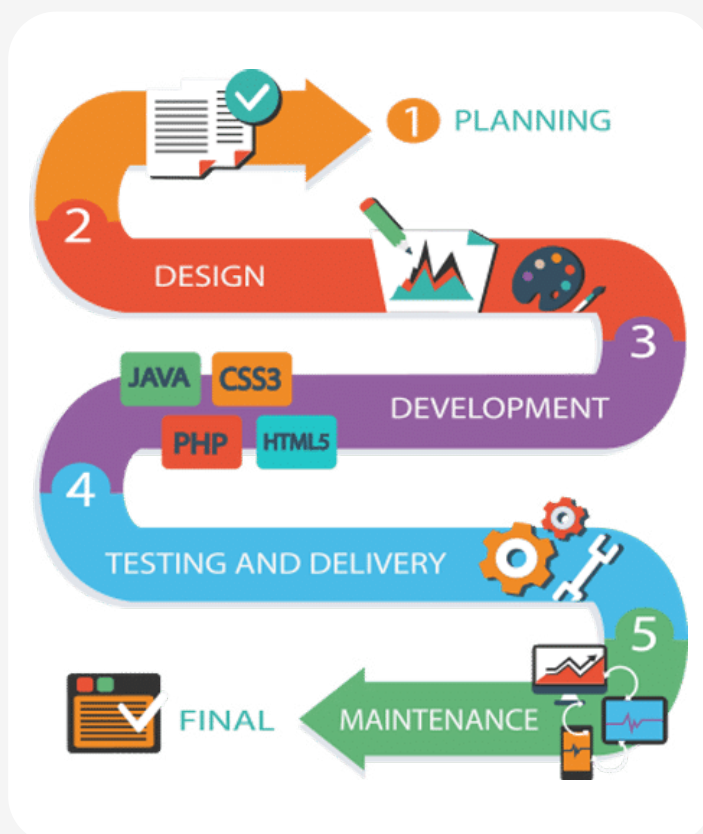 1 PLANNING
2
DESIGN
3
JAVA CSS3
DEVELOPMENT
PHP HTML5
4
TESTING AND DELIVERY
5
FINAL MAINTENANCE